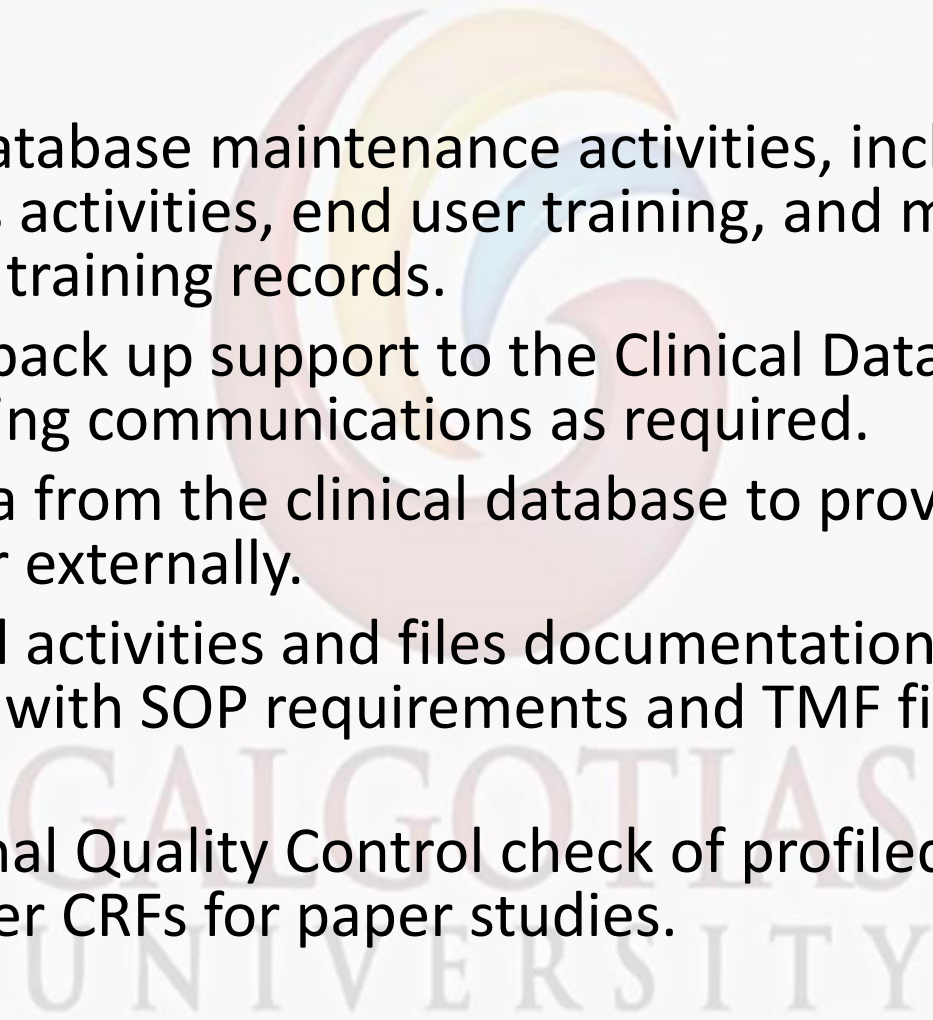 atabase maintenance activities, incl
s activities, end user training, and m
training records.
back up support to the Clinical Data
ing communications as required.
a from the clinical database to prov
r externally.
l activities and files documentation
with SOP requirements and TMF fi
GALGOTIAS
nal Quality Control check of profiled
er CRFs for paper studies.
UNIVERSITY